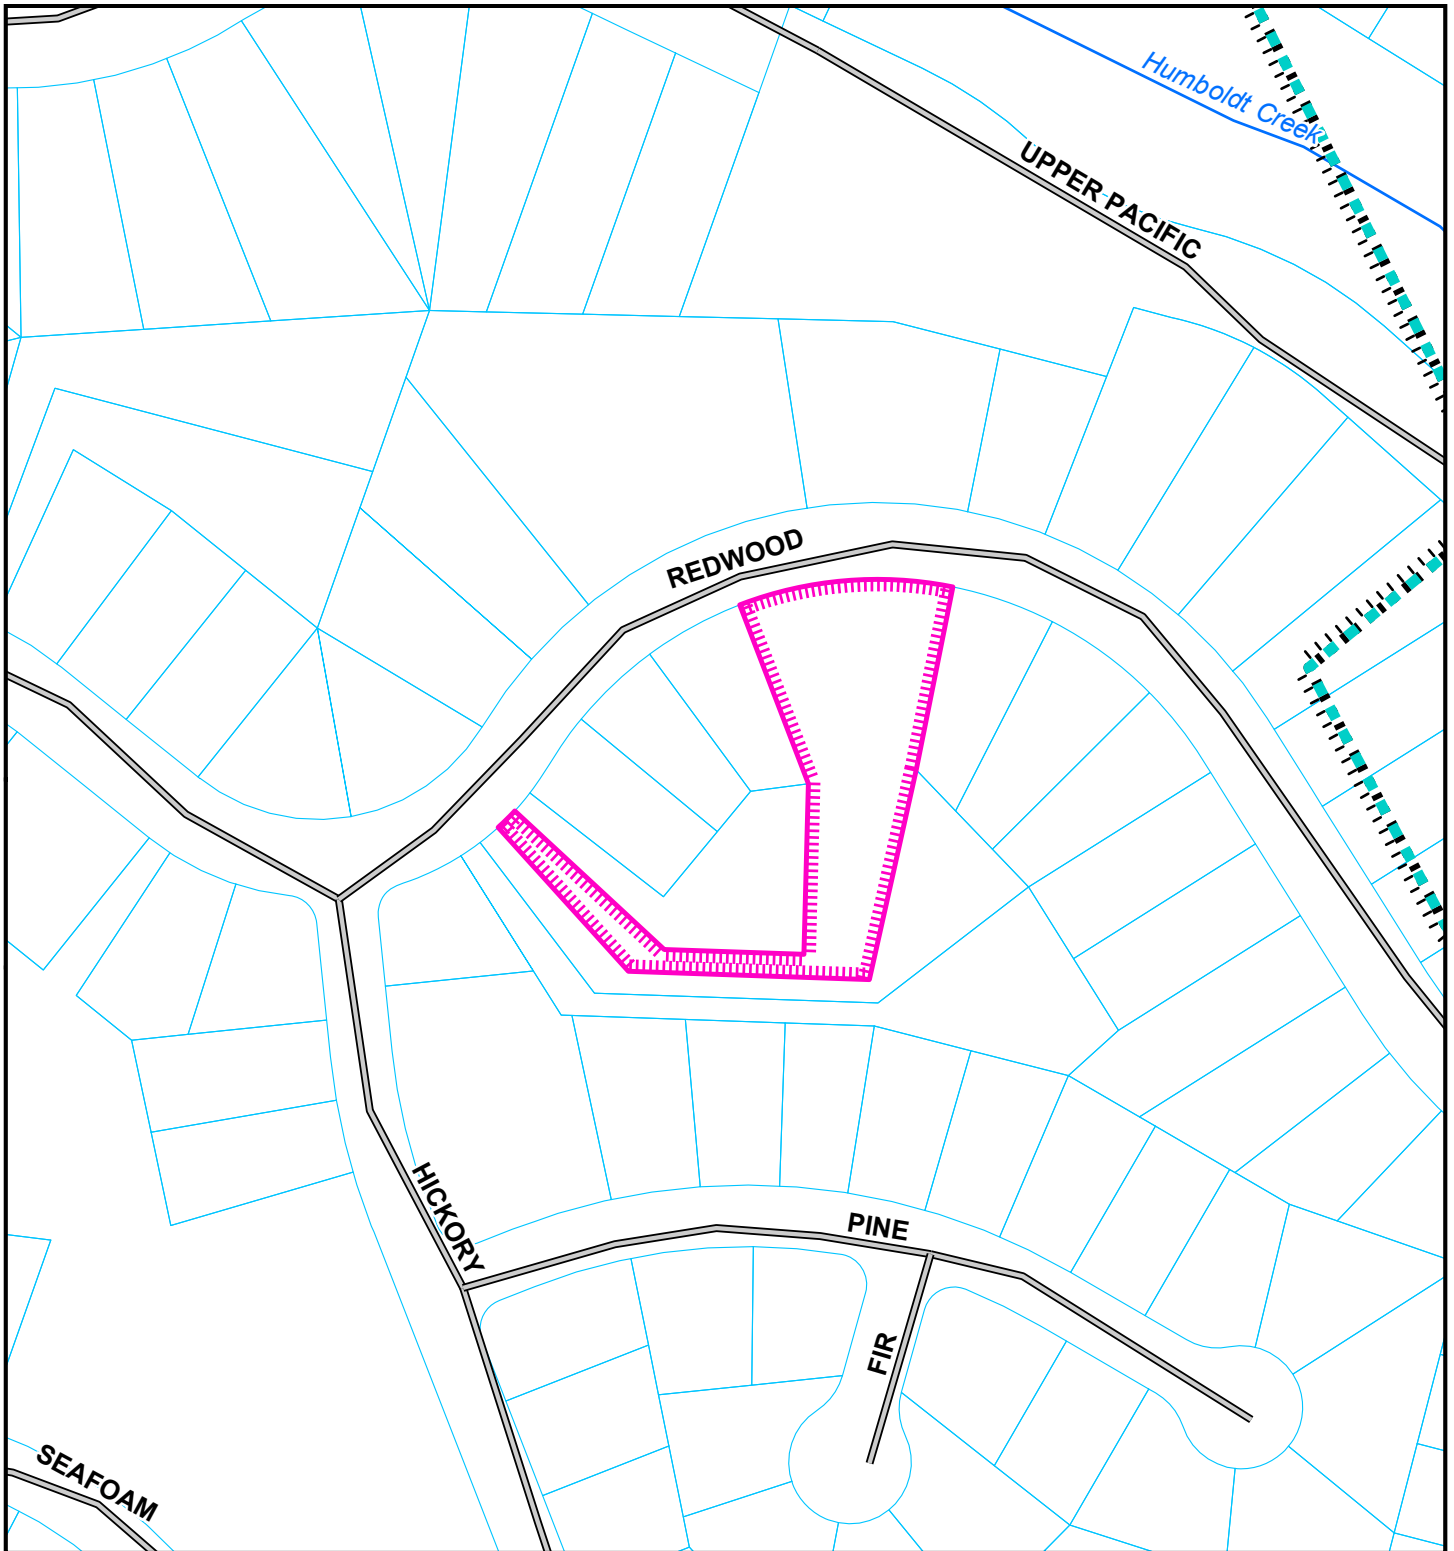 Humboldt Creek
UPPER PACIFIC
REDWOOD
HICKORY
PINE
FIR
SEAFOAM